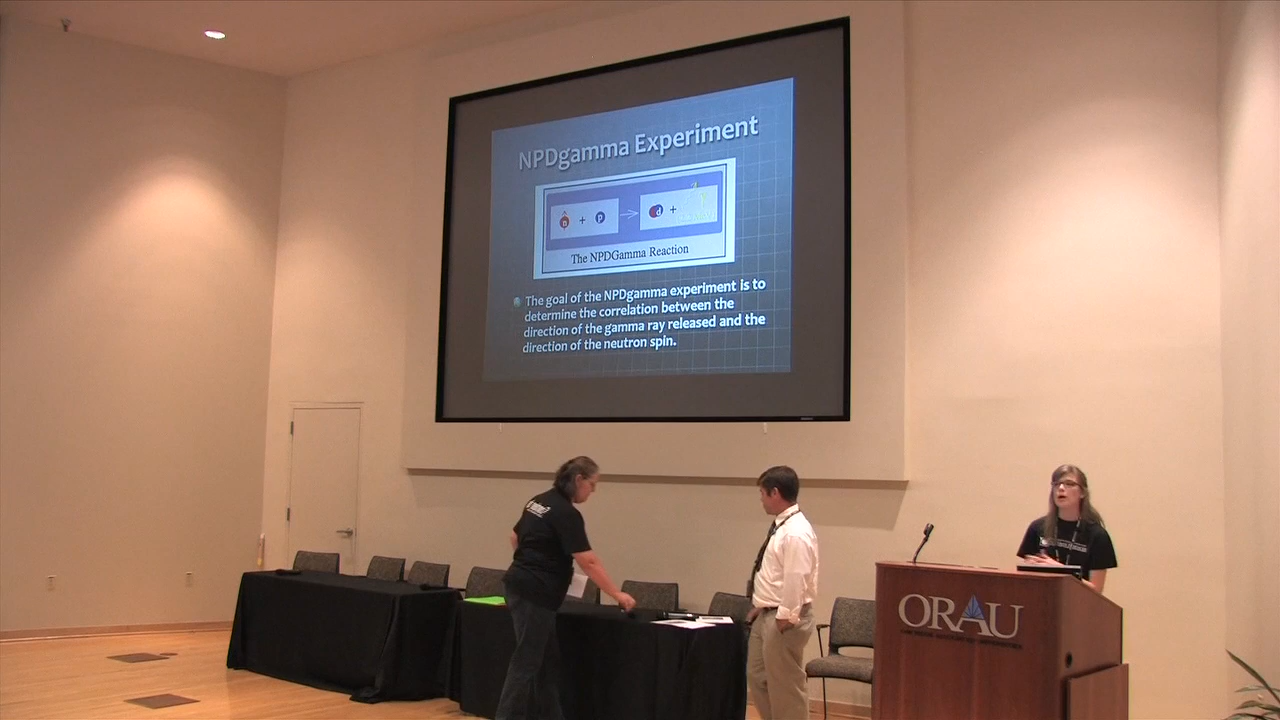 NPDgamma Experiment
n + p → d +
The NPDGamma Reaction
The goal of the NPDgamma experiment is to
determine the correlation between the
direction of the gamma ray released and the
direction of the neutron spin.
ORAU